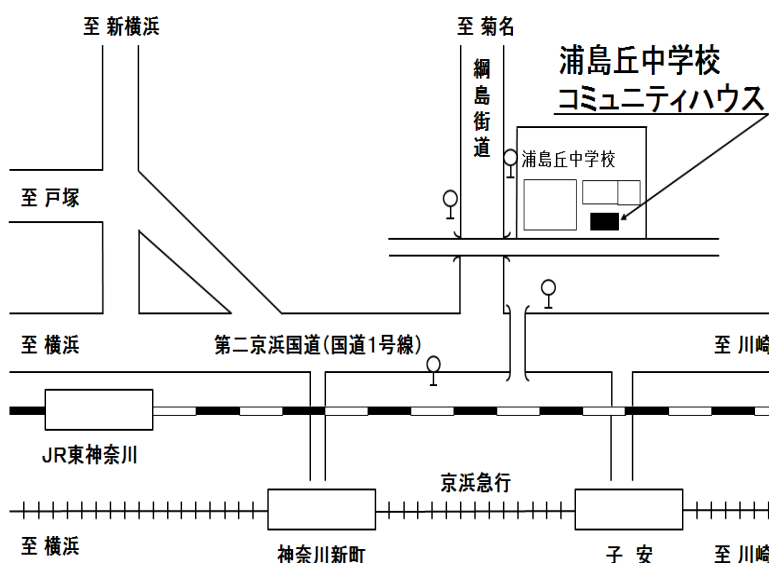 至 新横浜
至 菊名
綱島街道
浦島丘中学校
コミュニティハウス
浦島丘中学校
至 戸塚
至 横浜
第二京浜国道(国道1号線)
至 川崎
JR東神奈川
京浜急行
至 横浜
神奈川新町
子 安
至 川崎